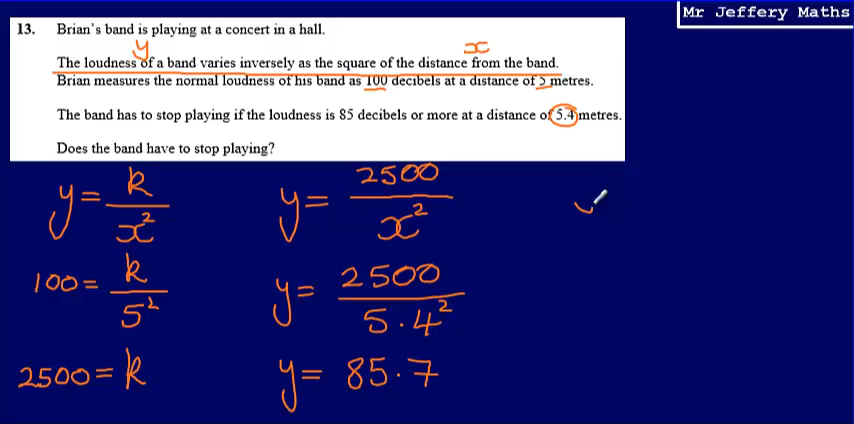 Mr Jeffery Maths
13. Brian's band is playing at a concert in a hall.
y x
The loudness of a band varies inversely as the square of the distance from the band.
Brian measures the normal loudness of his band as 100 decibels at a distance of 5 metres.
The band has to stop playing if the loudness is 85 decibels or more at a distance of 5.4 metres.
Does the band have to stop playing?
y = k / x²
y = 2500 / x²
100 = k / 5²
y = 2500 / 5.4²
2500 = k
y = 85.7